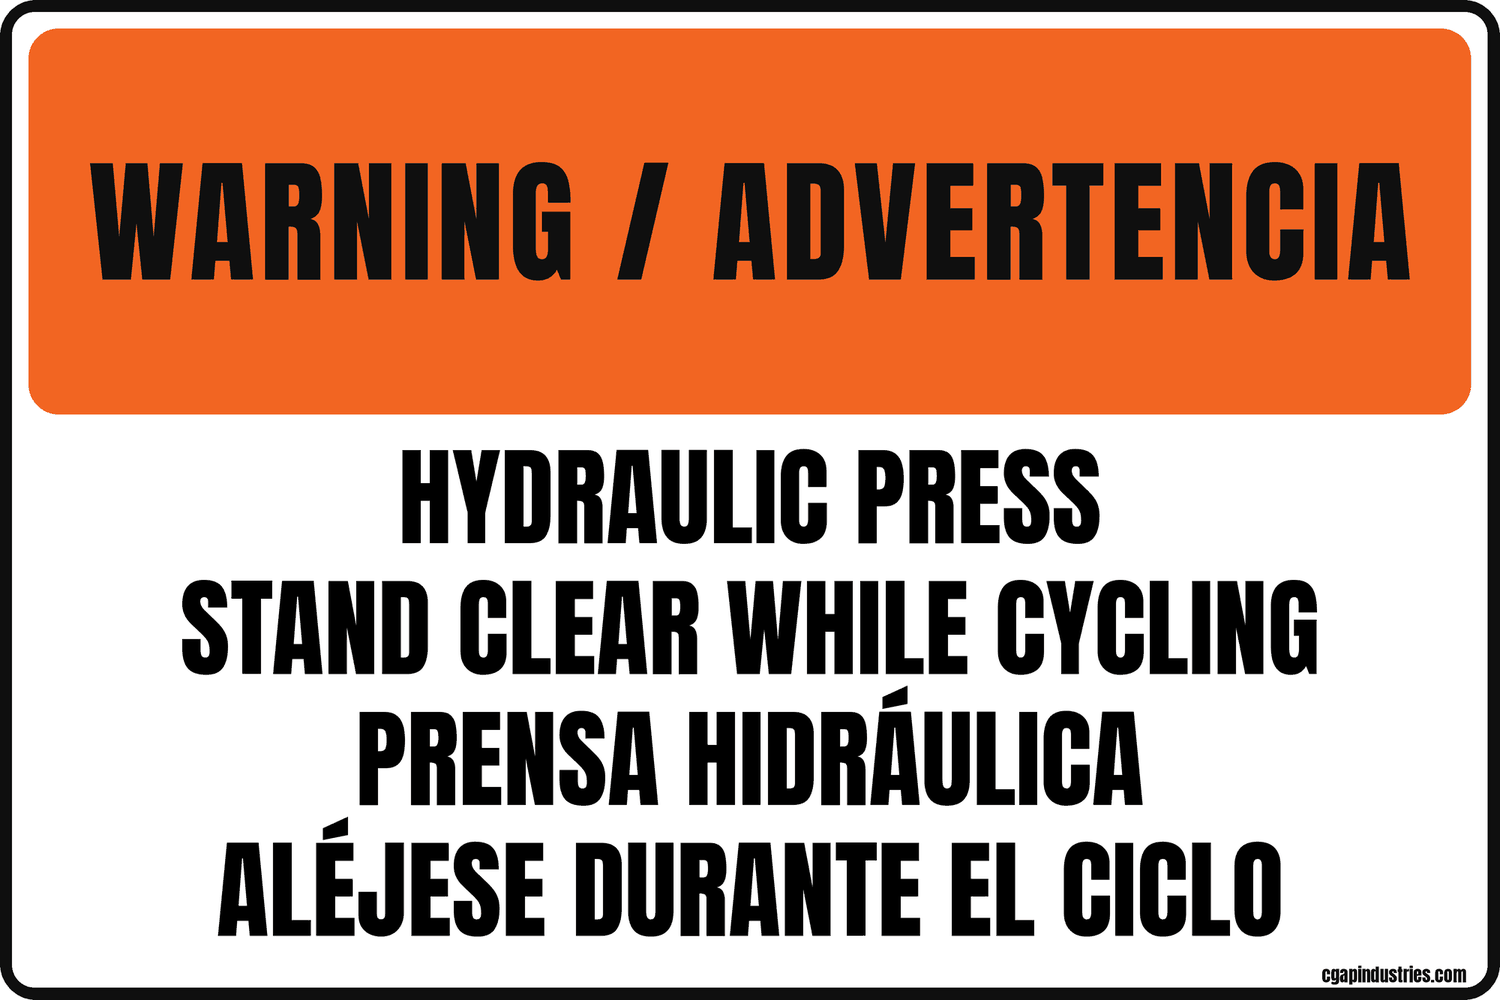 WARNING / ADVERTENCIA
HYDRAULIC PRESS
STAND CLEAR WHILE CYCLING
PRENSA HIDRÁULICA
ALÉJESE DURANTE EL CICLO
cgapindustries.com